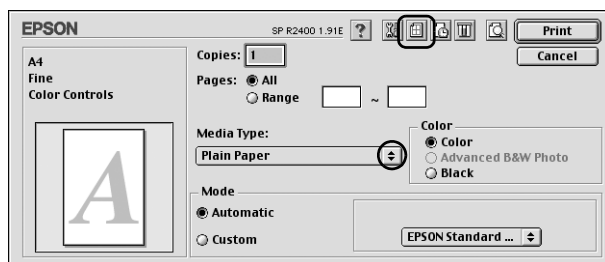 EPSON
SP R2400 1.91E
?
Print
Cancel
A4
Fine
Color Controls
A
Copies: 1
Pages: All
Range ~
Media Type:
Plain Paper
Color
Color
Advanced B&W Photo
Black
Mode
Automatic
Custom
EPSON Standard ...